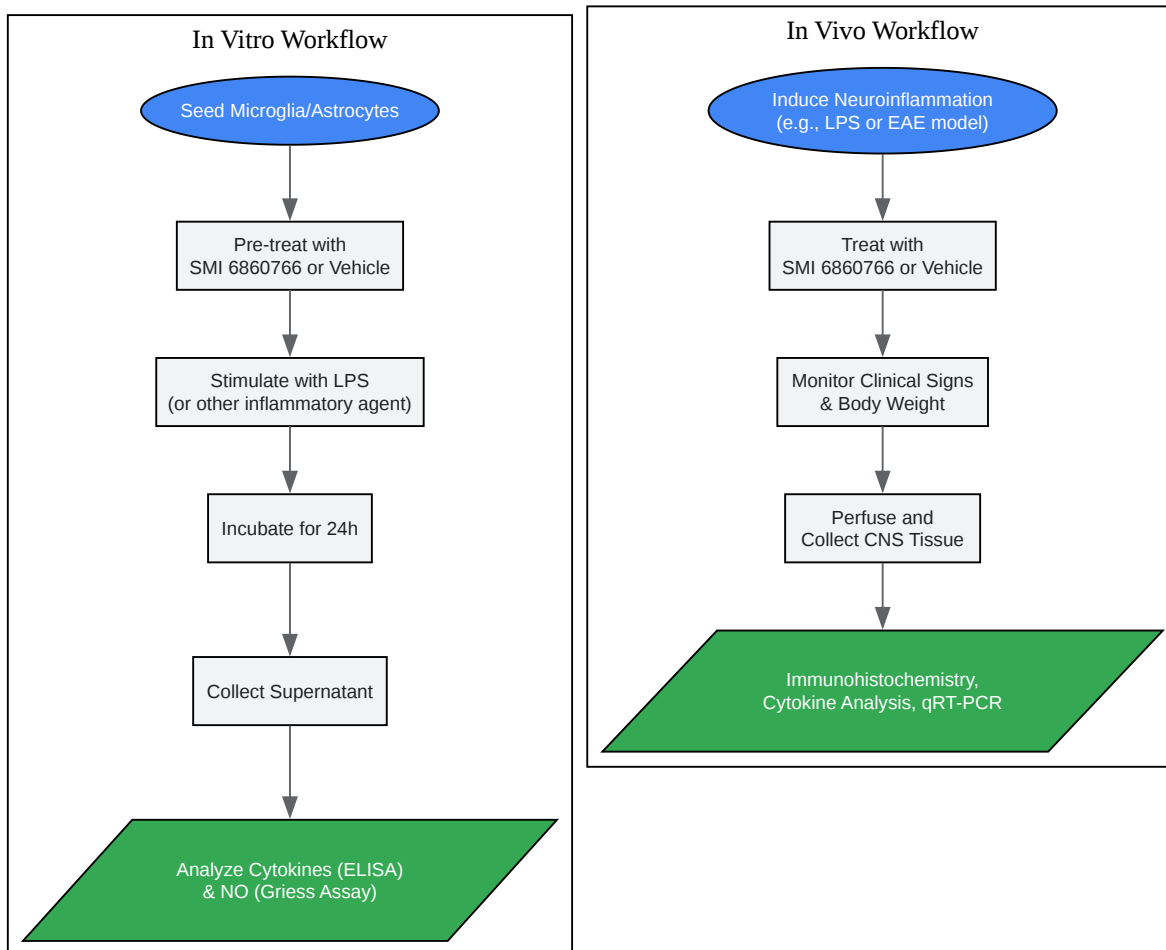 In Vitro Workflow
Seed Microglia/Astrocytes
Pre-treat with
SMI 6860766 or Vehicle
Stimulate with LPS
(or other inflammatory agent)
Incubate for 24h
Collect Supernatant
Analyze Cytokines (ELISA)
& NO (Griess Assay)
In Vivo Workflow
Induce Neuroinflammation
(e.g., LPS or EAE model)
Treat with
SMI 6860766 or Vehicle
Monitor Clinical Signs
& Body Weight
Perfuse and
Collect CNS Tissue
Immunohistochemistry,
Cytokine Analysis, qRT-PCR